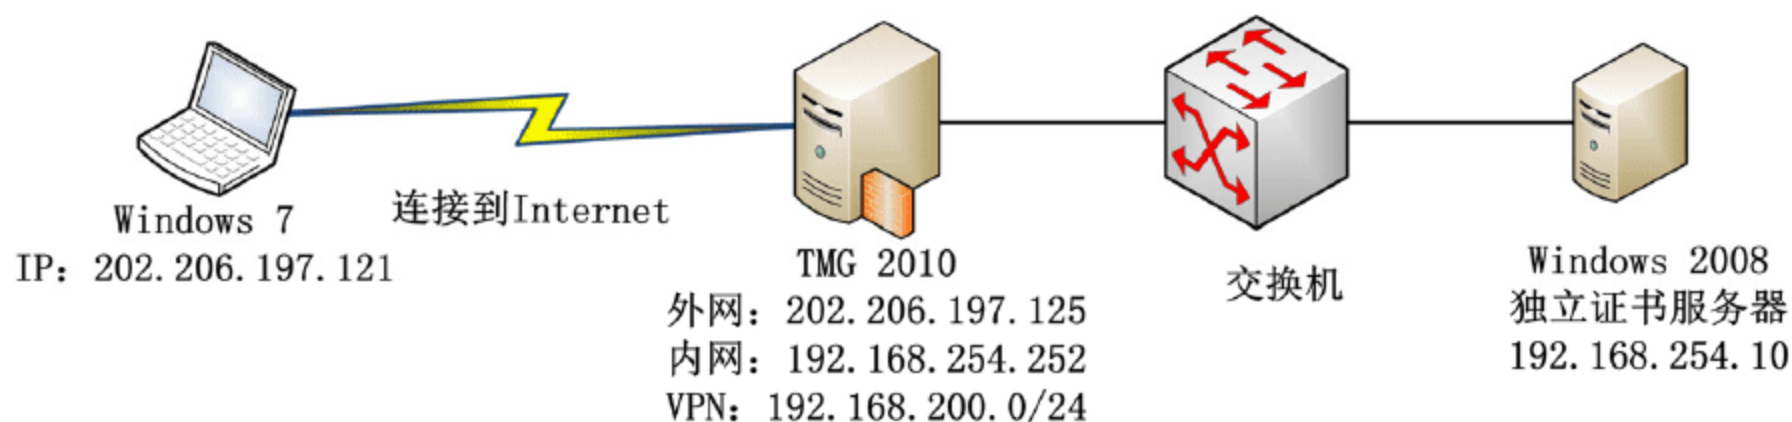 Windows 7
IP: 202.206.197.121
连接到Internet
TMG 2010
外网: 202.206.197.125
内网: 192.168.254.252
VPN: 192.168.200.0/24
交换机
Windows 2008
独立证书服务器
192.168.254.10